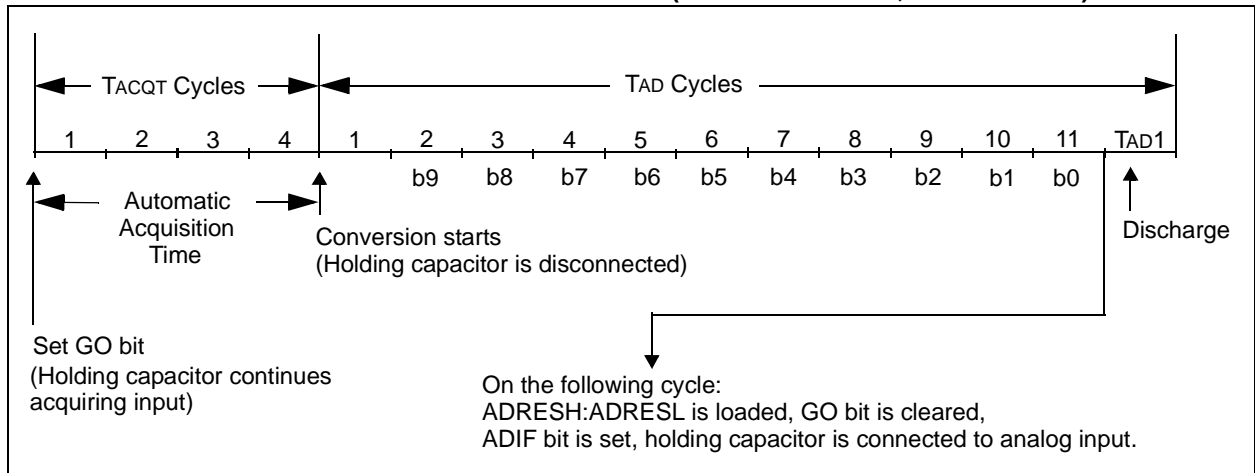 TACQT Cycles
TAD Cycles
1 2 3 4 1 2 3 4 5 6 7 8 9 10 11 TAD1
b9 b8 b7 b6 b5 b4 b3 b2 b1 b0
Automatic
Acquisition
Time
Conversion starts
(Holding capacitor is disconnected)
Discharge
Set GO bit
(Holding capacitor continues
acquiring input)
On the following cycle:
ADRESH:ADRESL is loaded, GO bit is cleared,
ADIF bit is set, holding capacitor is connected to analog input.